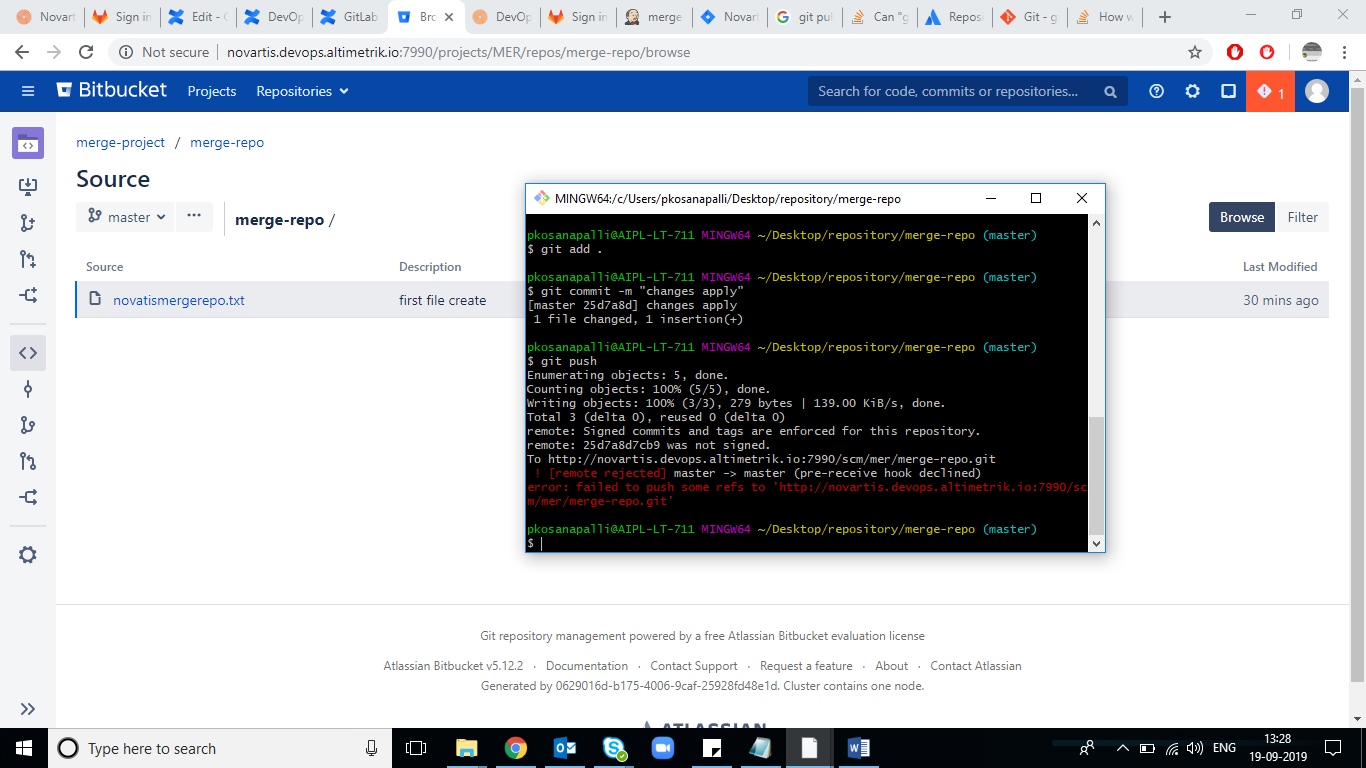 Novart
Sign in
Edit - C
DevOp
GitLab
Bro
DevOp
Sign in
merge
Novart
git pul
Can "g
Repos
Git - g
How w
Not secure
novartis.devops.altimetrik.io:7990/projects/MER/repos/merge-repo/browse
Bitbucket
Projects
Repositories
Search for code, commits or repositories...
1
merge-project / merge-repo
Source
master
merge-repo /
Browse
Filter
Source
Description
Last Modified
novatismergerepo.txt
first file create
30 mins ago
MINGW64:/c/Users/pkosanapalli/Desktop/repository/merge-repo
pkosanapalli@AIPL-LT-711 MINGW64 ~/Desktop/repository/merge-repo (master)
$ git add .
pkosanapalli@AIPL-LT-711 MINGW64 ~/Desktop/repository/merge-repo (master)
$ git commit -m "changes apply"
[master 25d7a8d] changes apply
1 file changed, 1 insertion(+)
pkosanapalli@AIPL-LT-711 MINGW64 ~/Desktop/repository/merge-repo (master)
$ git push
Enumerating objects: 5, done.
Counting objects: 100% (5/5), done.
Writing objects: 100% (3/3), 279 bytes | 139.00 KiB/s, done.
Total 3 (delta 0), reused 0 (delta 0)
remote: Signed commits and tags are enforced for this repository.
remote: 25d7a8d7cb9 was not signed.
To http://novartis.devops.altimetrik.io:7990/scm/mer/merge-repo.git
! [remote rejected] master -> master (pre-receive hook declined)
error: failed to push some refs to 'http://novartis.devops.altimetrik.io:7990/sc
m/mer/merge-repo.git'
pkosanapalli@AIPL-LT-711 MINGW64 ~/Desktop/repository/merge-repo (master)
$
Git repository management powered by a free Atlassian Bitbucket evaluation license
Atlassian Bitbucket v5.12.2 · Documentation · Contact Support · Request a feature · About · Contact Atlassian
Generated by 0629016d-b175-4006-9caf-25928fd48e1d. Cluster contains one node.
ATLASSIAN
Type here to search
ENG
13:28
19-09-2019